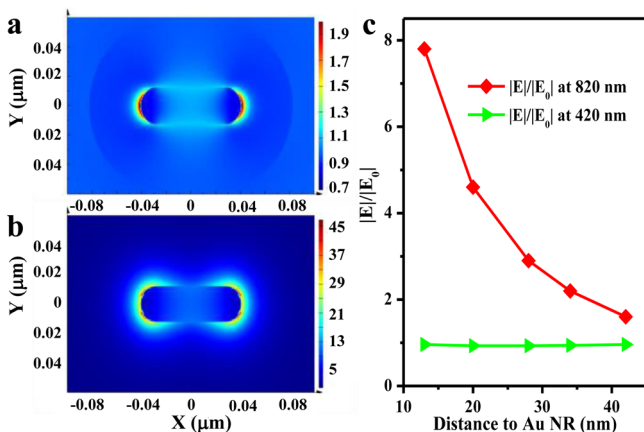 a
Y (μm)
0.04
0.02
0
0.02
0.04
-0.08 -0.04 0 0.04 0.08
1.9
1.7
1.5
1.3
1.1
0.9
0.7
b
Y (μm)
0.04
0.02
0
0.02
0.04
-0.08 -0.04 0 0.04 0.08
X (μm)
45
37
29
21
13
5
c
|E|/|E0|
8
6
4
2
0
|E|/|E0| at 820 nm
|E|/|E0| at 420 nm
10 20 30 40
Distance to Au NR (nm)